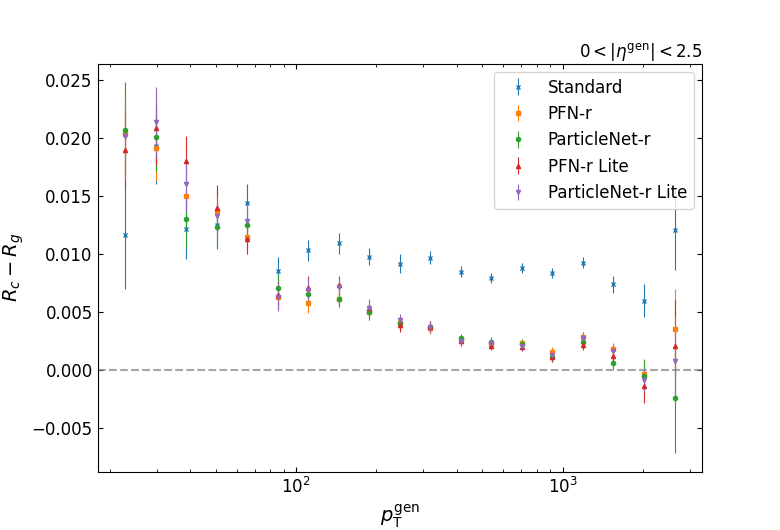 0 < |η^gen| < 2.5
Standard
PFN-r
ParticleNet-r
PFN-r Lite
ParticleNet-r Lite
R_c − R_g
0.025
0.020
0.015
0.010
0.005
0.000
−0.005
10^2
10^3
p_T^gen